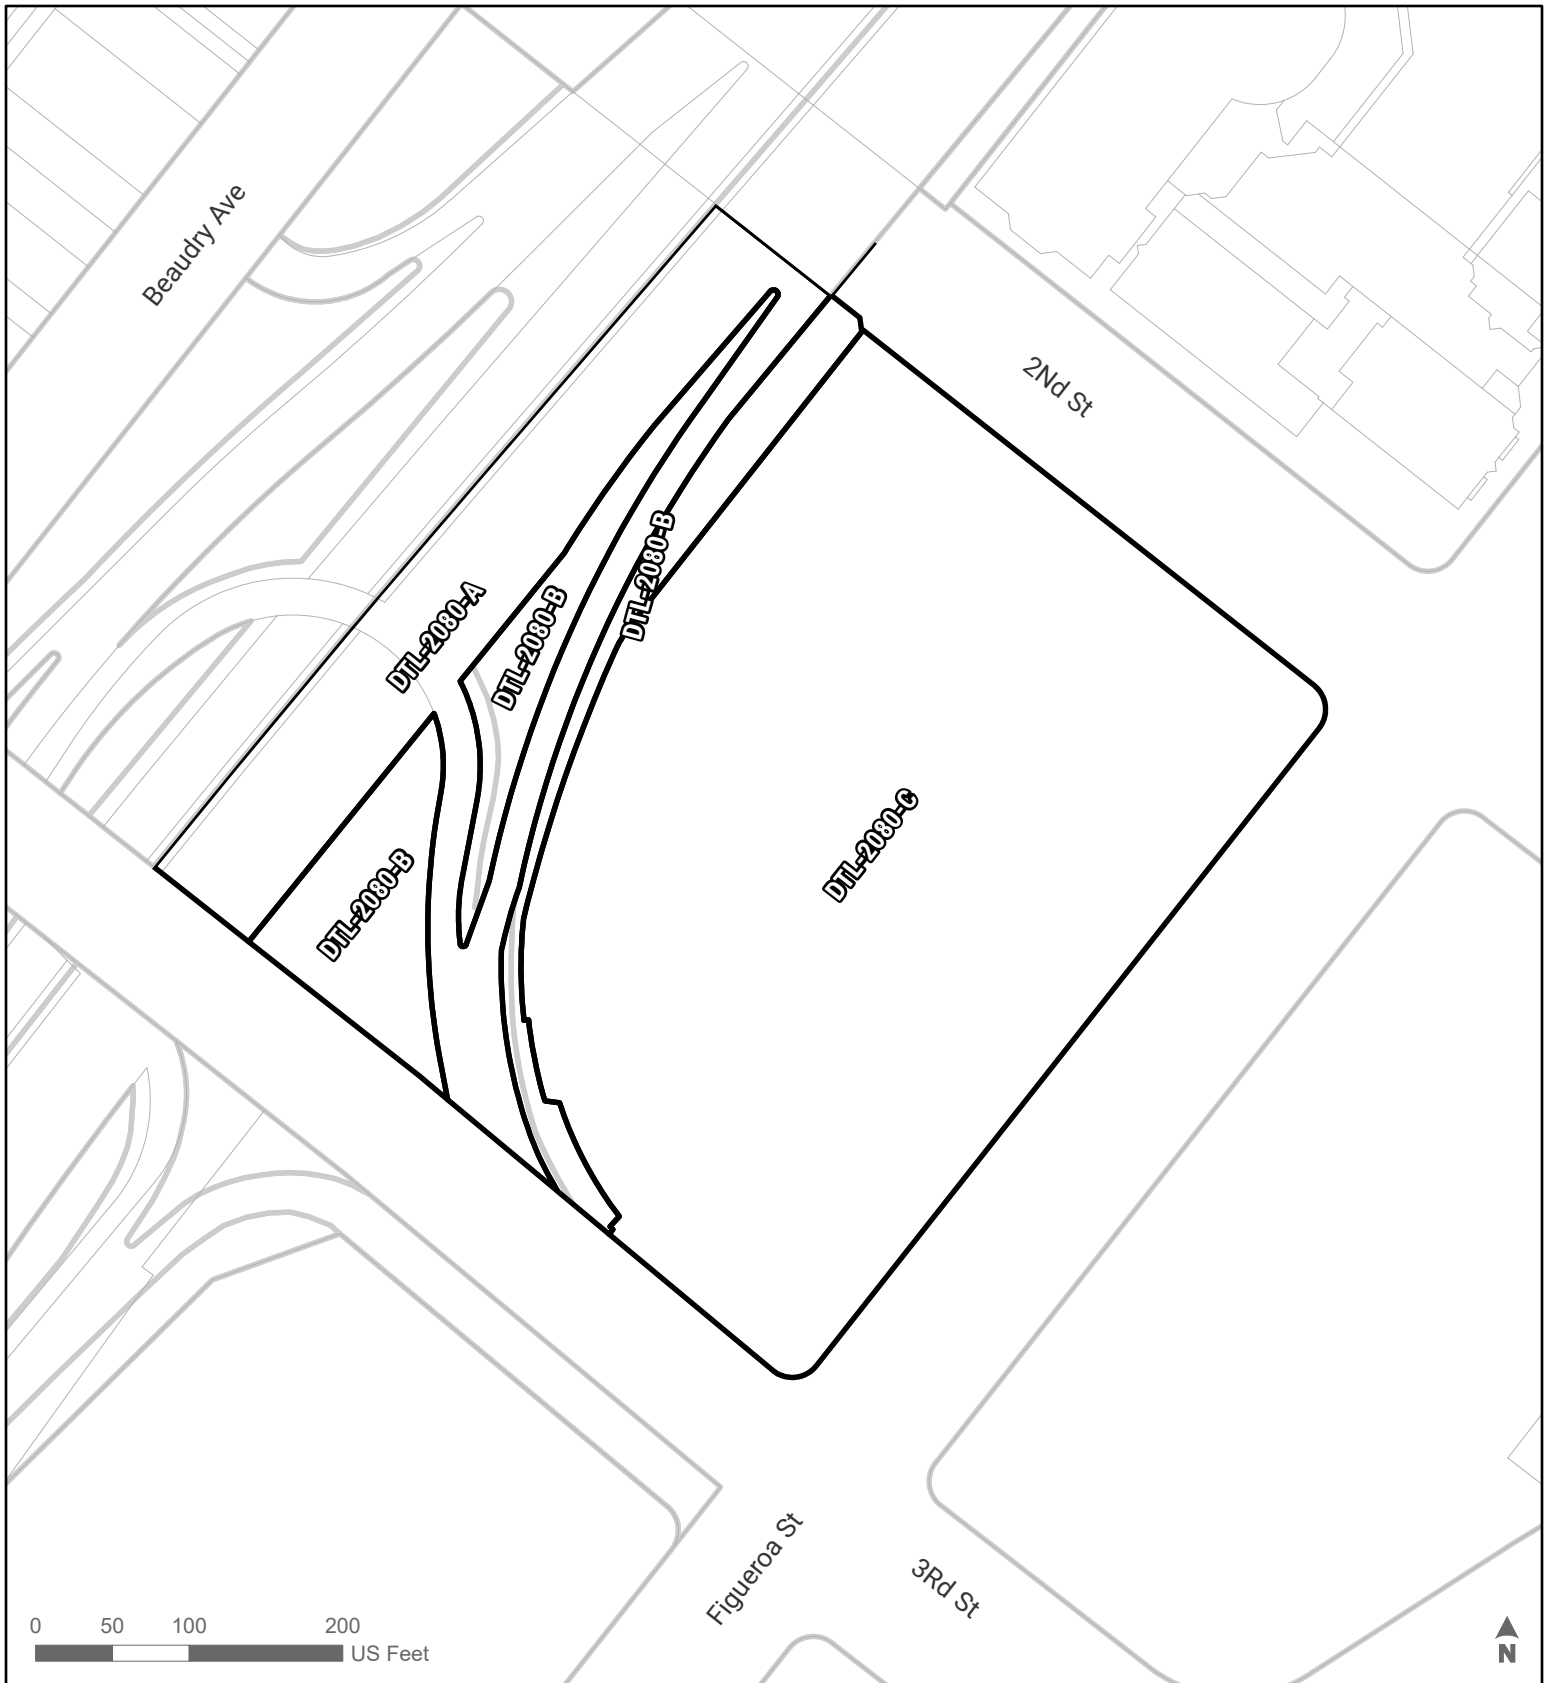 Beaudry Ave
2Nd St
DTL-2080-B
DTL-2080-A
DTL-2080-B
DTL-2080-C
DTL-2080-B
Figueroa St
3Rd St
0 50 100 200
US Feet
N